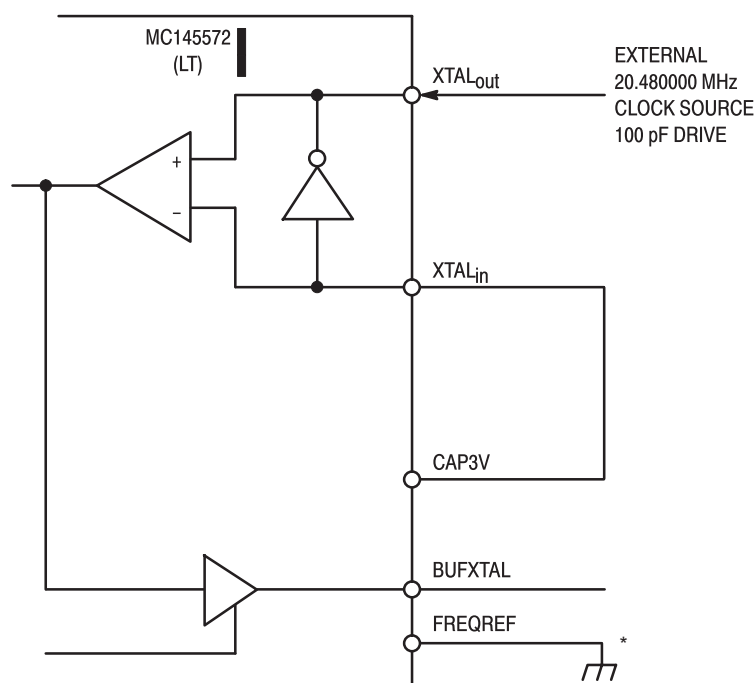 MC145572
(LT)
XTALout
EXTERNAL
20.480000 MHz
CLOCK SOURCE
100 pF DRIVE
+
–
XTALin
CAP3V
BUFXTAL
FREQREF
*